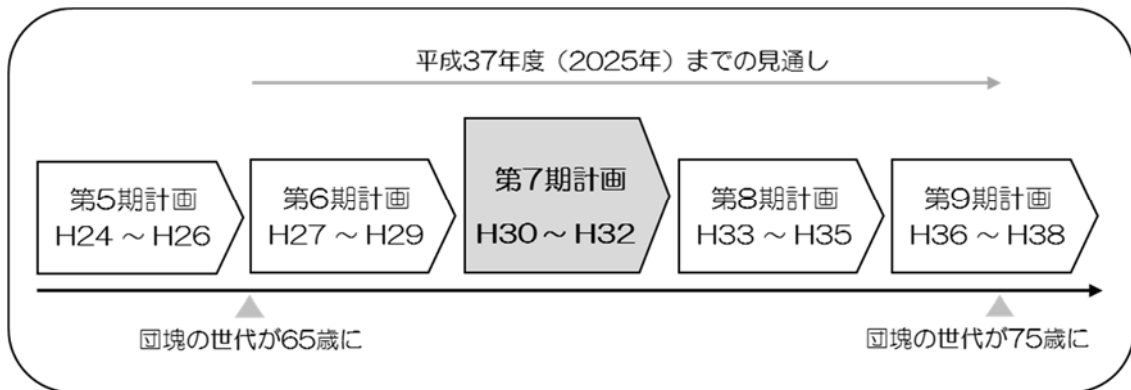 平成37年度（2025年）までの見通し
第5期計画
H24 ～ H26
第6期計画
H27 ～ H29
第7期計画
H30 ～ H32
第8期計画
H33 ～ H35
第9期計画
H36 ～ H38
団塊の世代が65歳に
団塊の世代が75歳に